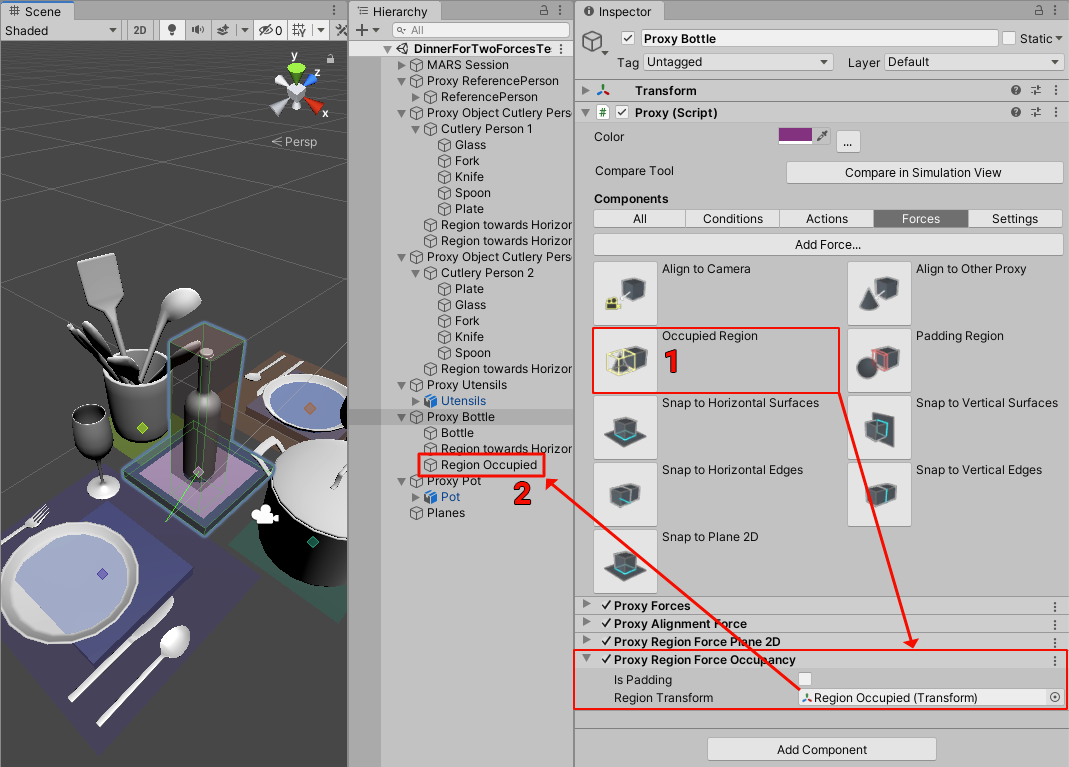 Scene
Shaded
2D
0
y
z
x
Persp
Hierarchy
All
DinnerForTwoForcesTe
MARS Session
Proxy ReferencePerson
ReferencePerson
Proxy Object Cutlery Pers
Cutlery Person 1
Glass
Fork
Knife
Spoon
Plate
Region towards Horizor
Region towards Horizor
Proxy Object Cutlery Pers
Cutlery Person 2
Plate
Glass
Fork
Knife
Spoon
Region towards Horizor
Proxy Utensils
Utensils
Proxy Bottle
Bottle
Region towards Horizor
Region Occupied
2
Proxy Pot
Pot
Planes
Inspector
Proxy Bottle
Static
Tag Untagged
Layer Default
Transform
# Proxy (Script)
Color
...
Compare Tool
Compare in Simulation View
Components
All Conditions Actions Forces Settings
Add Force...
Align to Camera
Align to Other Proxy
Occupied Region
1
Padding Region
Snap to Horizontal Surfaces
Snap to Vertical Surfaces
Snap to Horizontal Edges
Snap to Vertical Edges
Snap to Plane 2D
Proxy Forces
Proxy Alignment Force
Proxy Region Force Plane 2D
Proxy Region Force Occupancy
Is Padding
Region Transform
Region Occupied (Transform)
Add Component